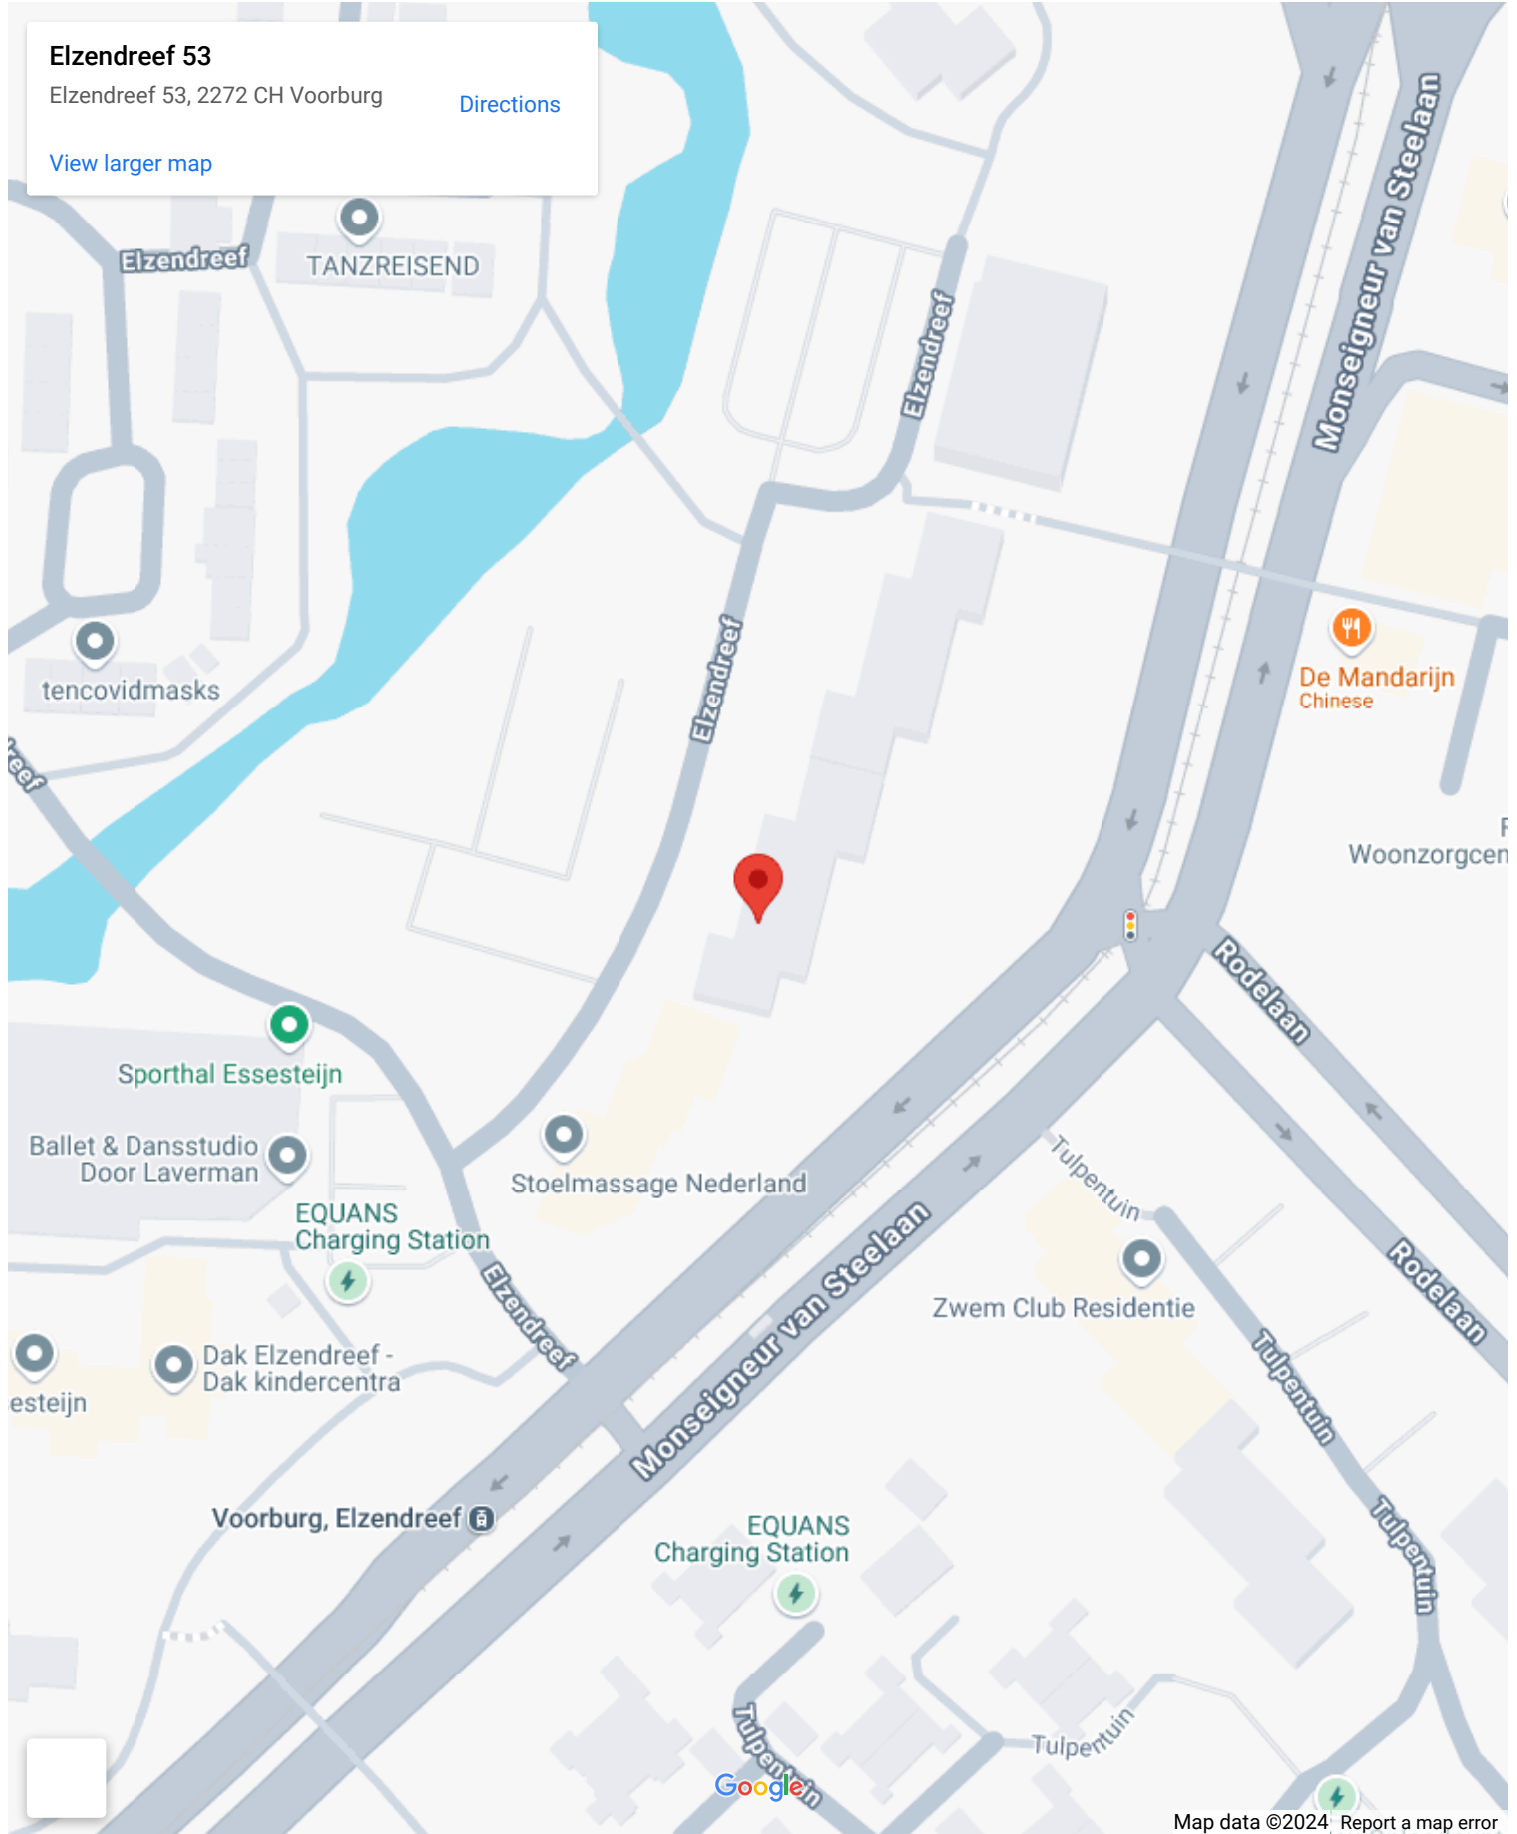 Elzendreef 53
Elzendreef 53, 2272 CH Voorburg
Directions
View larger map
Elzendreef
TANZREISEND
Monseigneur van Steelaan
Elzendreef
Elzendreef
tencovidmasks
De Mandarijn
Chinese
Woonzorgcen
Rodelaan
Sporthal Essesteijn
Ballet & Dansstudio
Door Laverman
Stoelmassage Nederland
Tulpentuin
EQUANS
Charging Station
Elzendreef
Monseigneur van Steelaan
Zwem Club Residentie
Rodelaan
Tulpentuin
Dak Elzendreef -
Dak kindercentra
esteijn
Voorburg, Elzendreef
EQUANS
Charging Station
Tulpentuin
Tulpentuin
Tulpentuin
Google
Map data ©2024
Report a map error